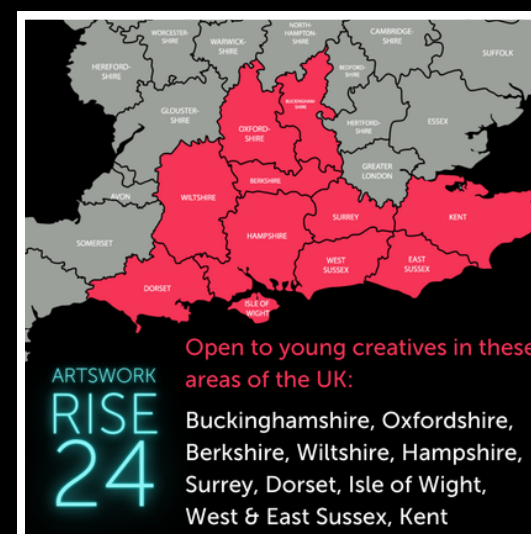 NORTH-
HAMPTON-
SHIRE
CAMBRIDGE-
SHIRE
WORCESTER-
SHIRE
WARWICK-
SHIRE
SUFFOLK
HEREFORD-
SHIRE
BEDFORD-
SHIRE
BUCKINGHAM
SHIRE
GLOUSTER-
SHIRE
OXFORD-
SHIRE
HERTFORD-
SHIRE
ESSEX
GREATER
LONDON
BERKSHIRE
AVON
WILTSHIRE
SURREY
KENT
SOMERSET
HAMPSHIRE
WEST
SUSSEX
EAST
SUSSEX
DORSET
ISLE OF
WIGHT
ARTSWORK
RISE
24
Open to young creatives in these
areas of the UK:
Buckinghamshire, Oxfordshire,
Berkshire, Wiltshire, Hampshire,
Surrey, Dorset, Isle of Wight,
West & East Sussex, Kent